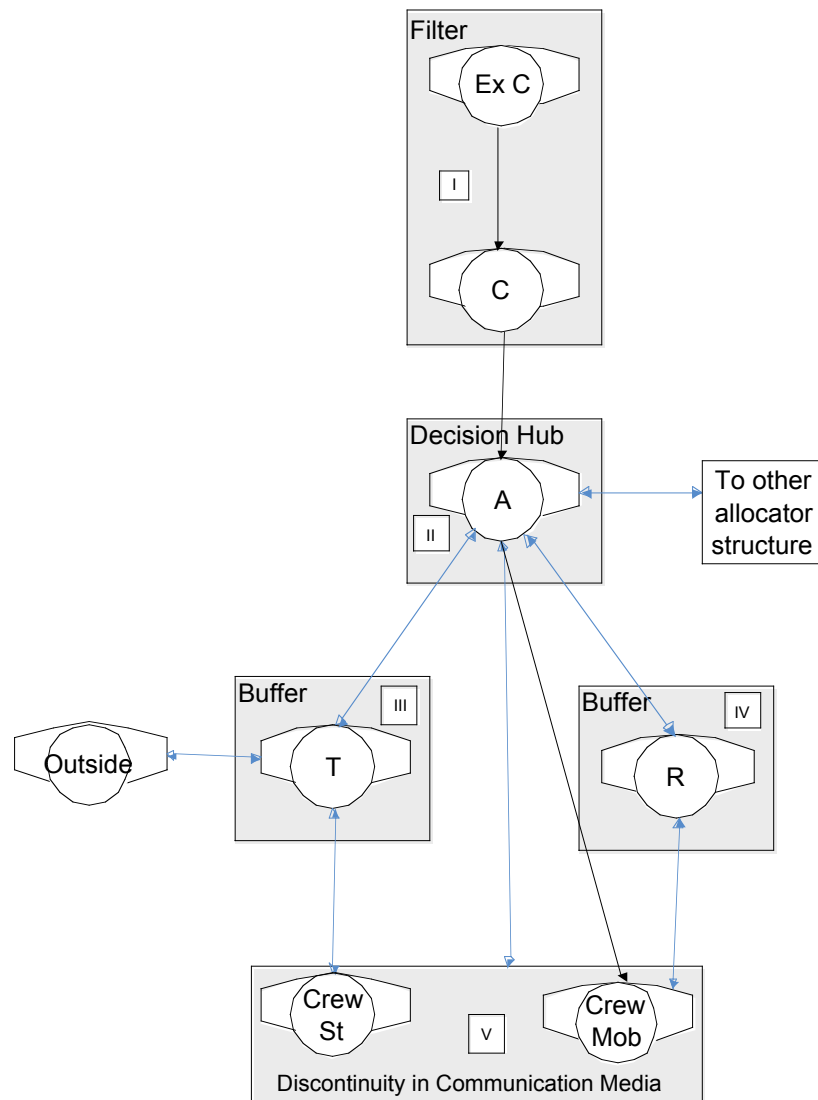 Filter
Ex C
I
C
Decision Hub
A
II
To other
allocator
structure
Buffer
III
T
Outside
Buffer
IV
R
Crew
St
V
Crew
Mob
Discontinuity in Communication Media